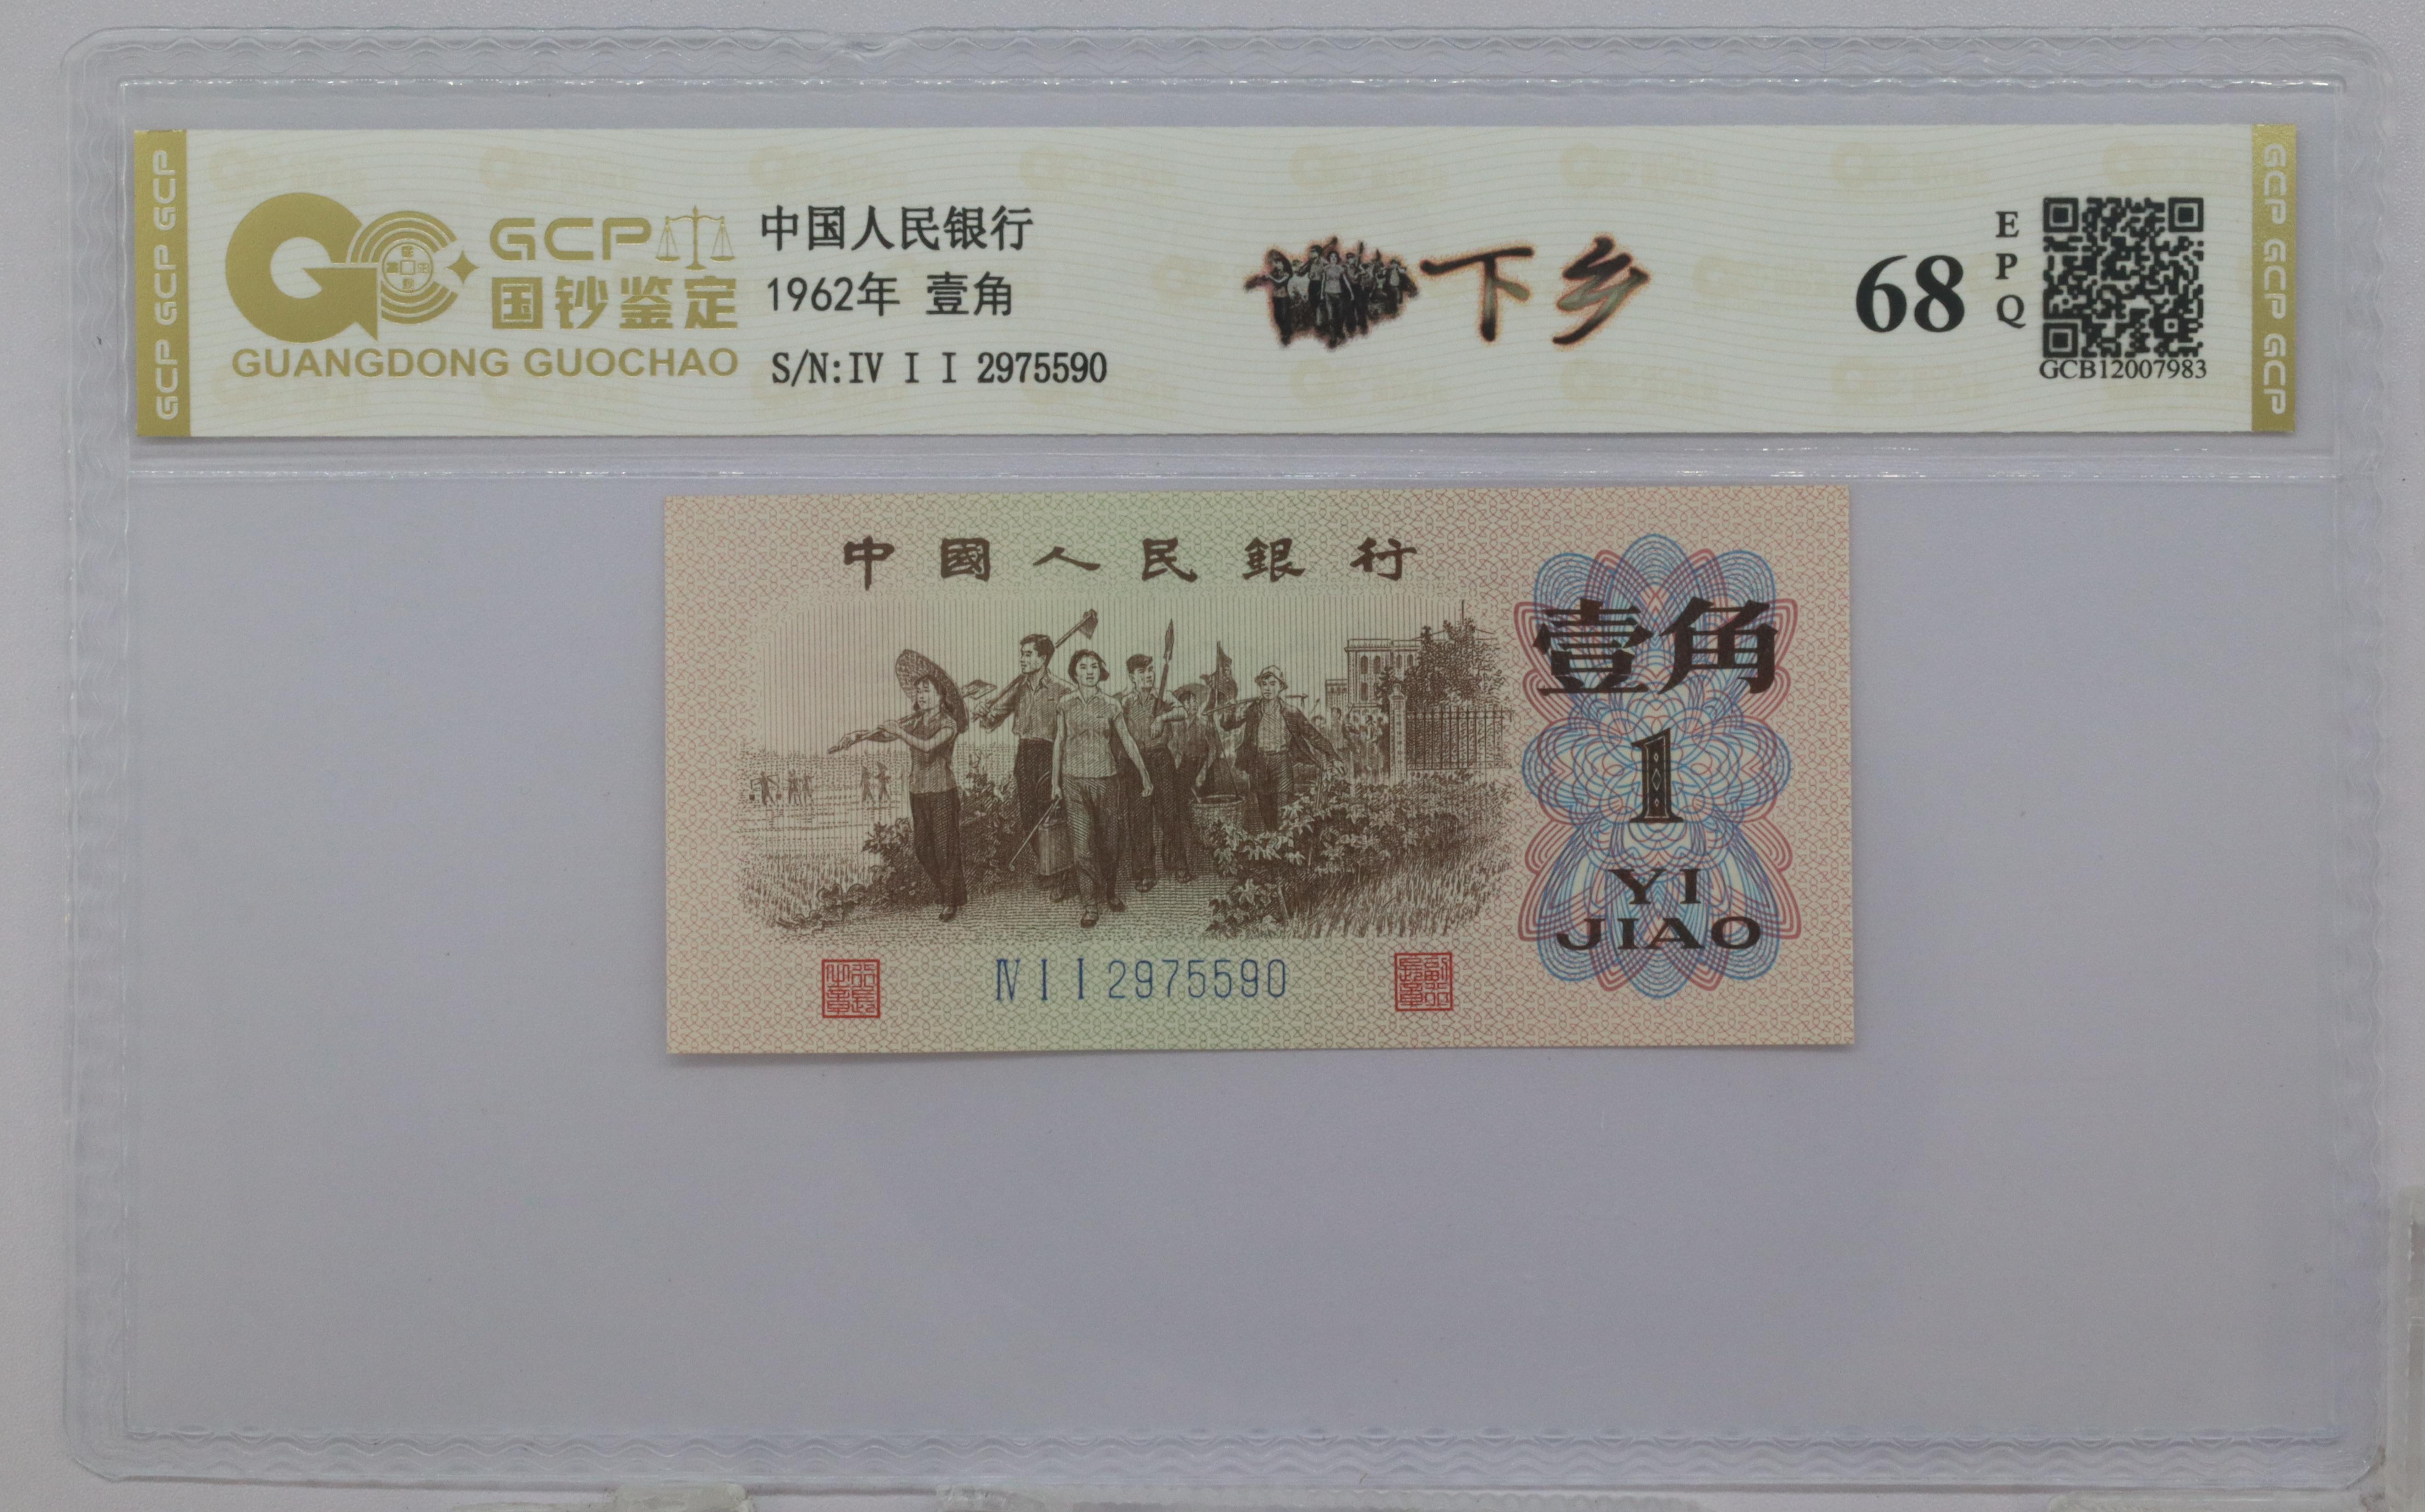 GCP GCP GCP
GCP
国钞鉴定
GUANGDONG GUOCHAO
中国人民银行
1962年 壹角
S/N:IV I I 2975590
下乡
68
EPQ
GCB12007983
GCP GCP GCP
中國人民銀行
壹角
1
YI
JIAO
IV I I 2975590